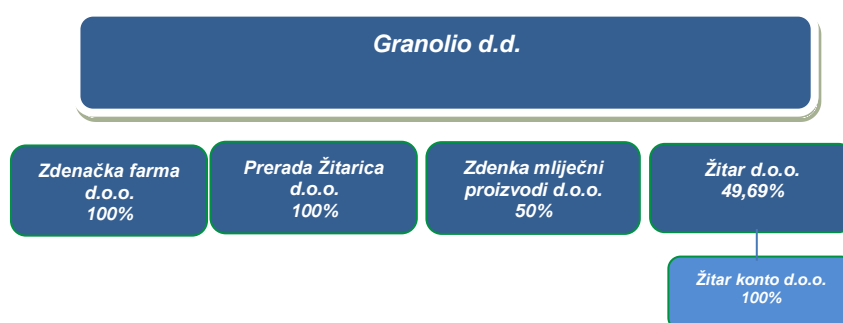 Granolio d.d.
Zdenačka farma
d.o.o.
100%
Prerada Žitarica
d.o.o.
100%
Zdenka mliječni
proizvodi d.o.o.
50%
Žitar d.o.o.
49,69%
Žitar konto d.o.o.
100%